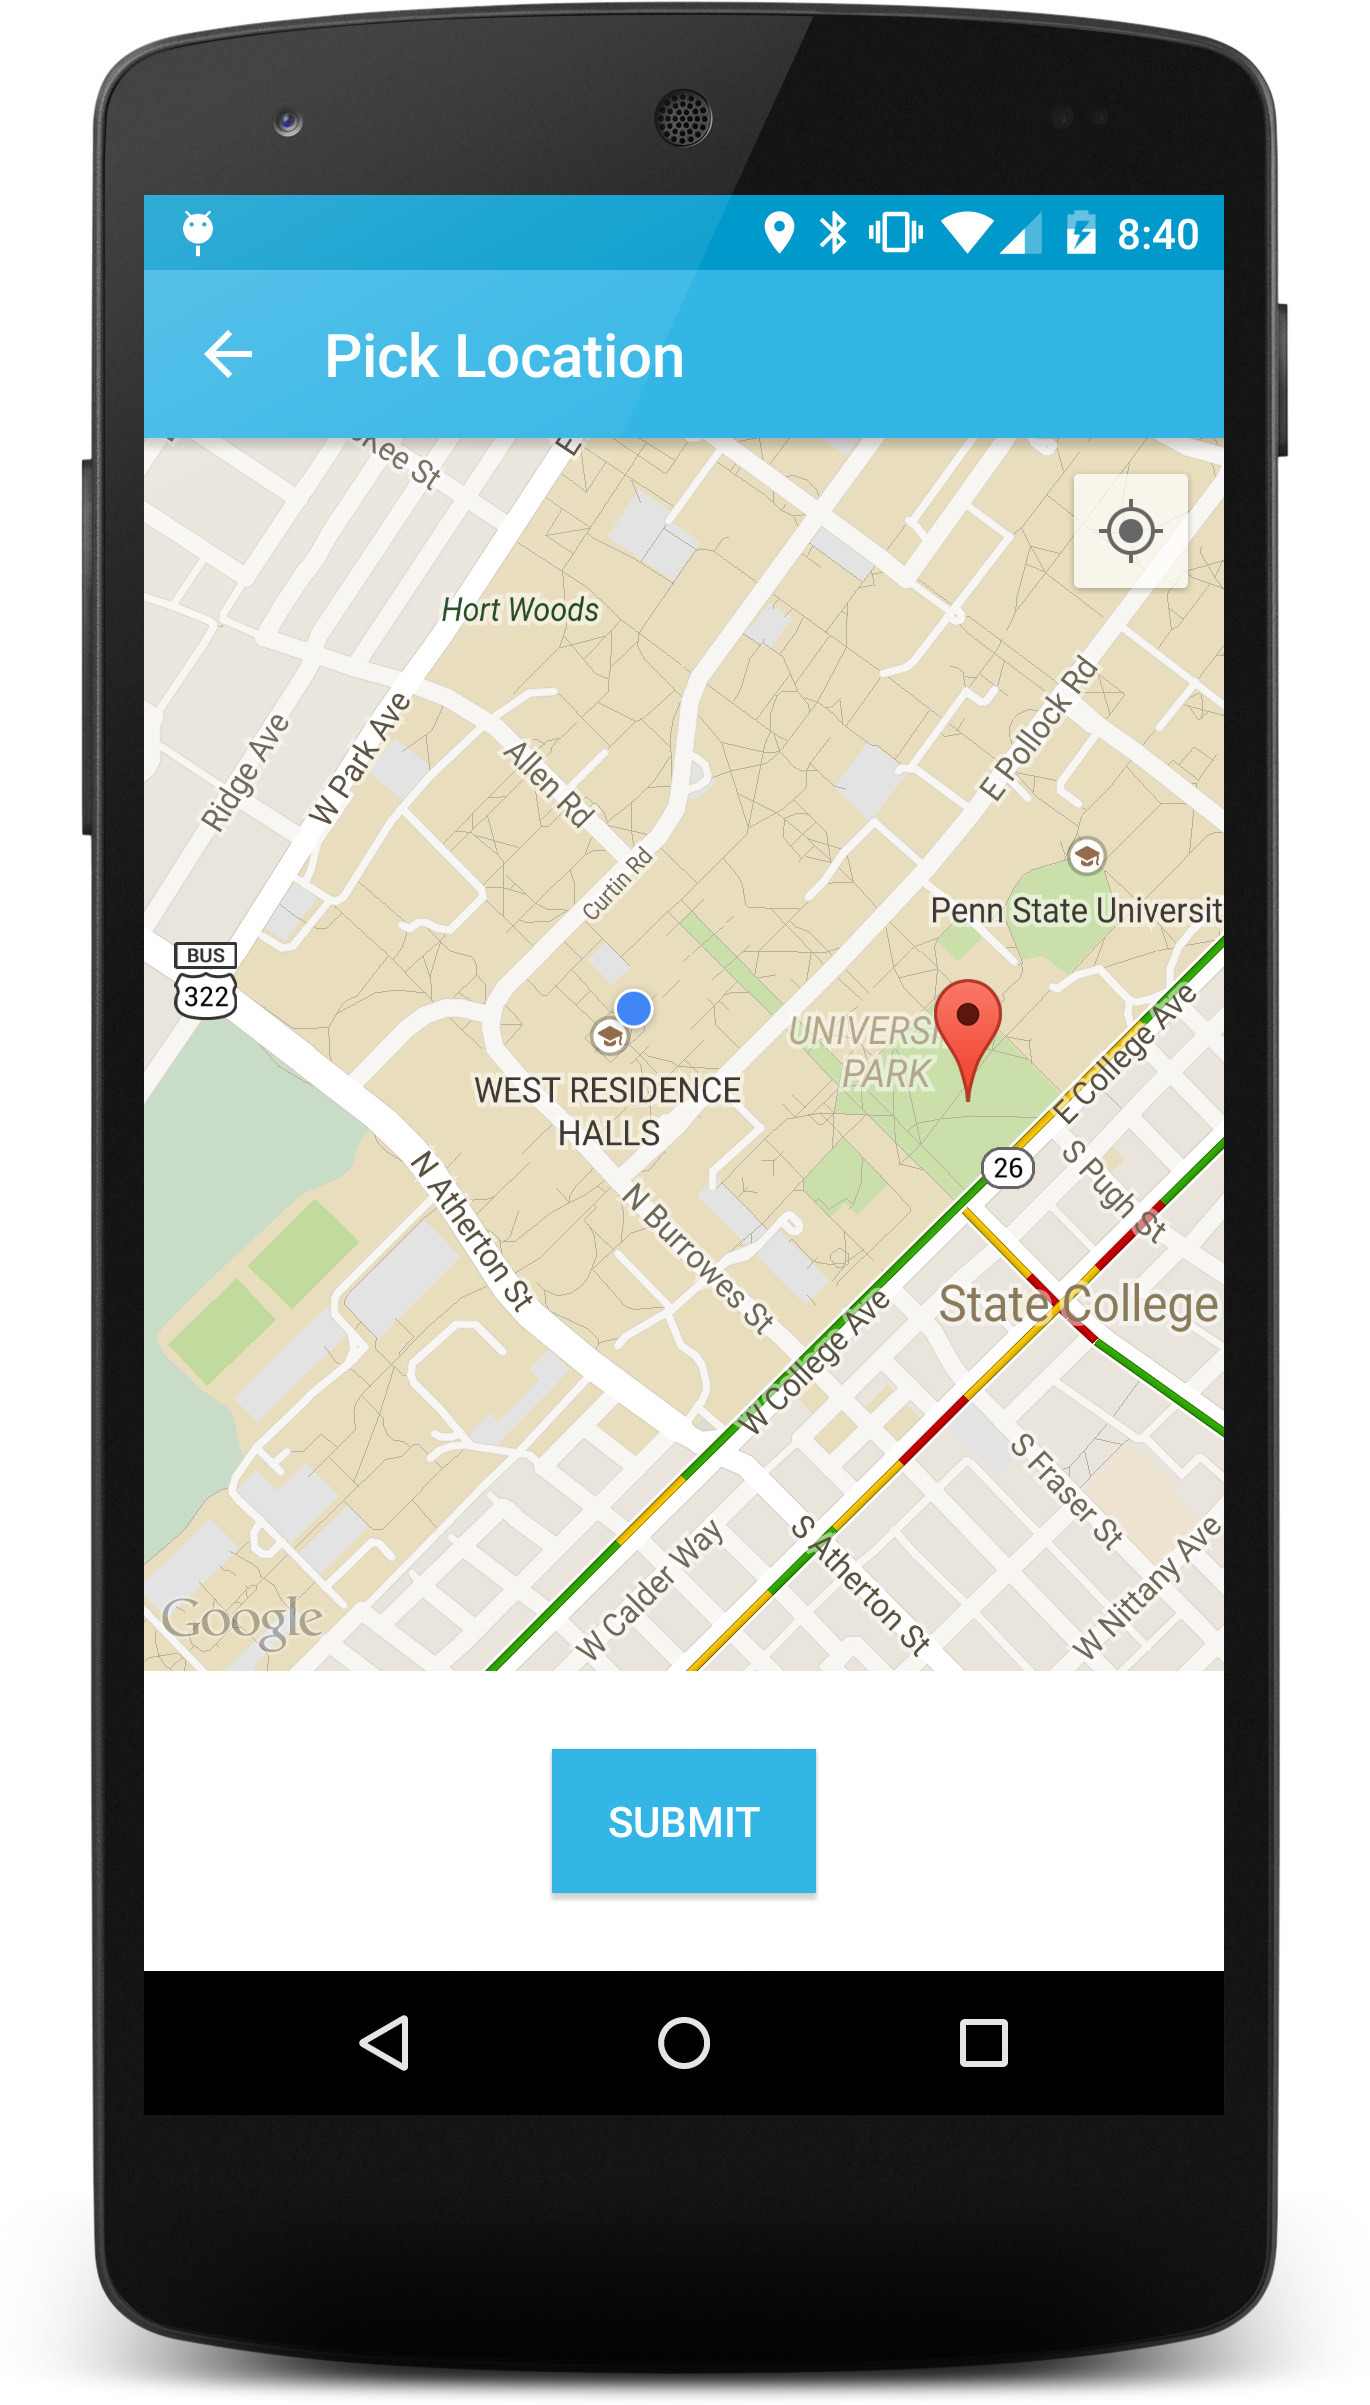 8:40
Pick Location
Kee St
E
Hort Woods
E Pollock Rd
Ridge Ave
W Park Ave
Allen Rd
Curtin Rd
Penn State Universit
BUS
322
UNIVERSI
PARK
E College Ave
WEST RESIDENCE
HALLS
26
S Pugh St
N Atherton St
N Burrowes St
State College
W College Ave
S Fraser St
W Calder Way
S Atherton St
W Nittany Ave
Google
SUBMIT